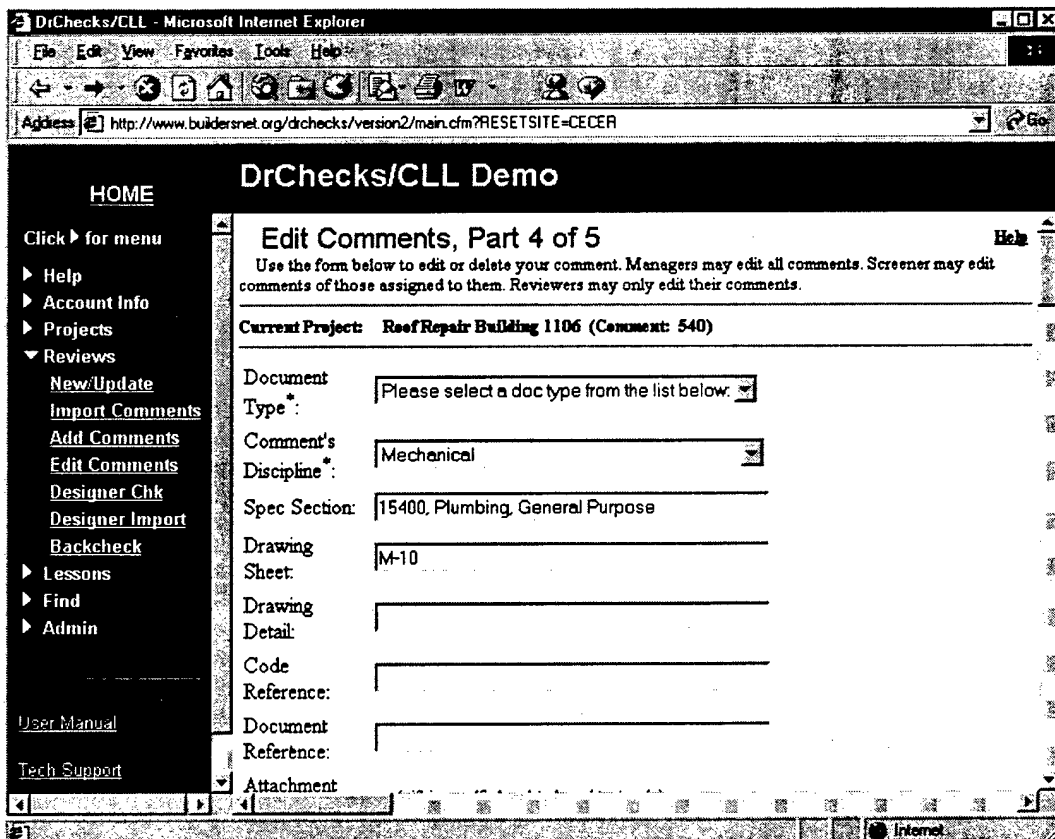 DrChecks/CLL - Microsoft Internet Explorer
File Edit View Favorites Tools Help
Address http://www.buildersnet.org/drchecks/version2/main.cfm?RESETSITE=CECER Go
HOME
Click for menu
Help
Account Info
Projects
Reviews
New/Update
Import Comments
Add Comments
Edit Comments
Designer Chk
Designer Import
Backcheck
Lessons
Find
Admin
User Manual
Tech Support
DrChecks/CLL Demo
Edit Comments, Part 4 of 5 Help
Use the form below to edit or delete your comment. Managers may edit all comments. Screener may edit
comments of those assigned to them. Reviewers may only edit their comments.
Current Project: Roof Repair Building 1106 (Comment: 540)
Document
Type*: Please select a doc type from the list below:
Comment's
Discipline*: Mechanical
Spec Section: 15400, Plumbing, General Purpose
Drawing
Sheet: M-10
Drawing
Detail:
Code
Reference:
Document
Reference:
Attachment
Internet